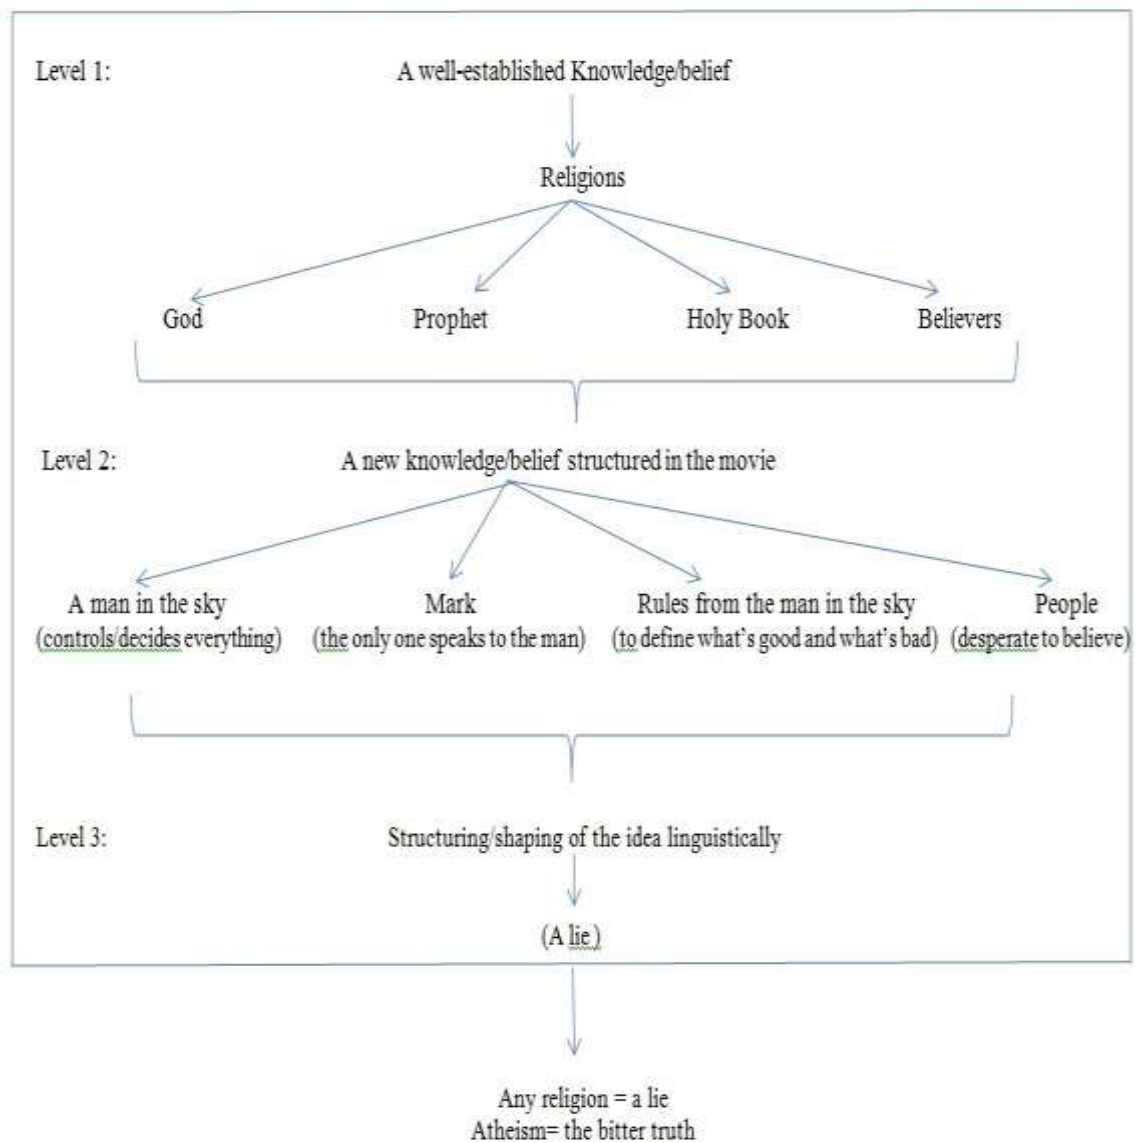 Level 1: A well-established Knowledge/belief
Religions
God Prophet Holy Book Believers
Level 2: A new knowledge/belief structured in the movie
A man in the sky Mark Rules from the man in the sky People
(controls/decides everything) (the only one speaks to the man) (to define what's good and what's bad) (desperate to believe)
Level 3: Structuring/shaping of the idea linguistically
(A lie)
Any religion = a lie
Atheism= the bitter truth